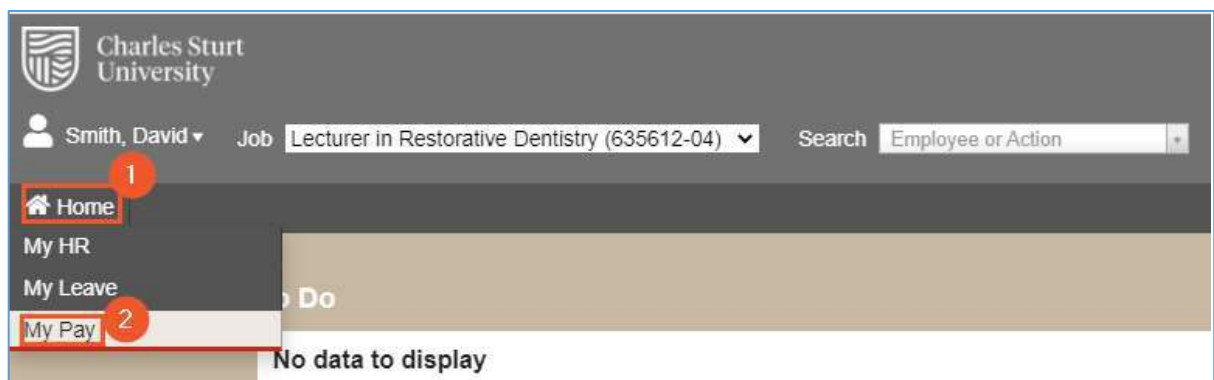 Charles Sturt
University
Smith, David Job Lecturer in Restorative Dentistry (635612-04) Search Employee or Action
1
Home
My HR
My Leave
o Do
My Pay 2
No data to display